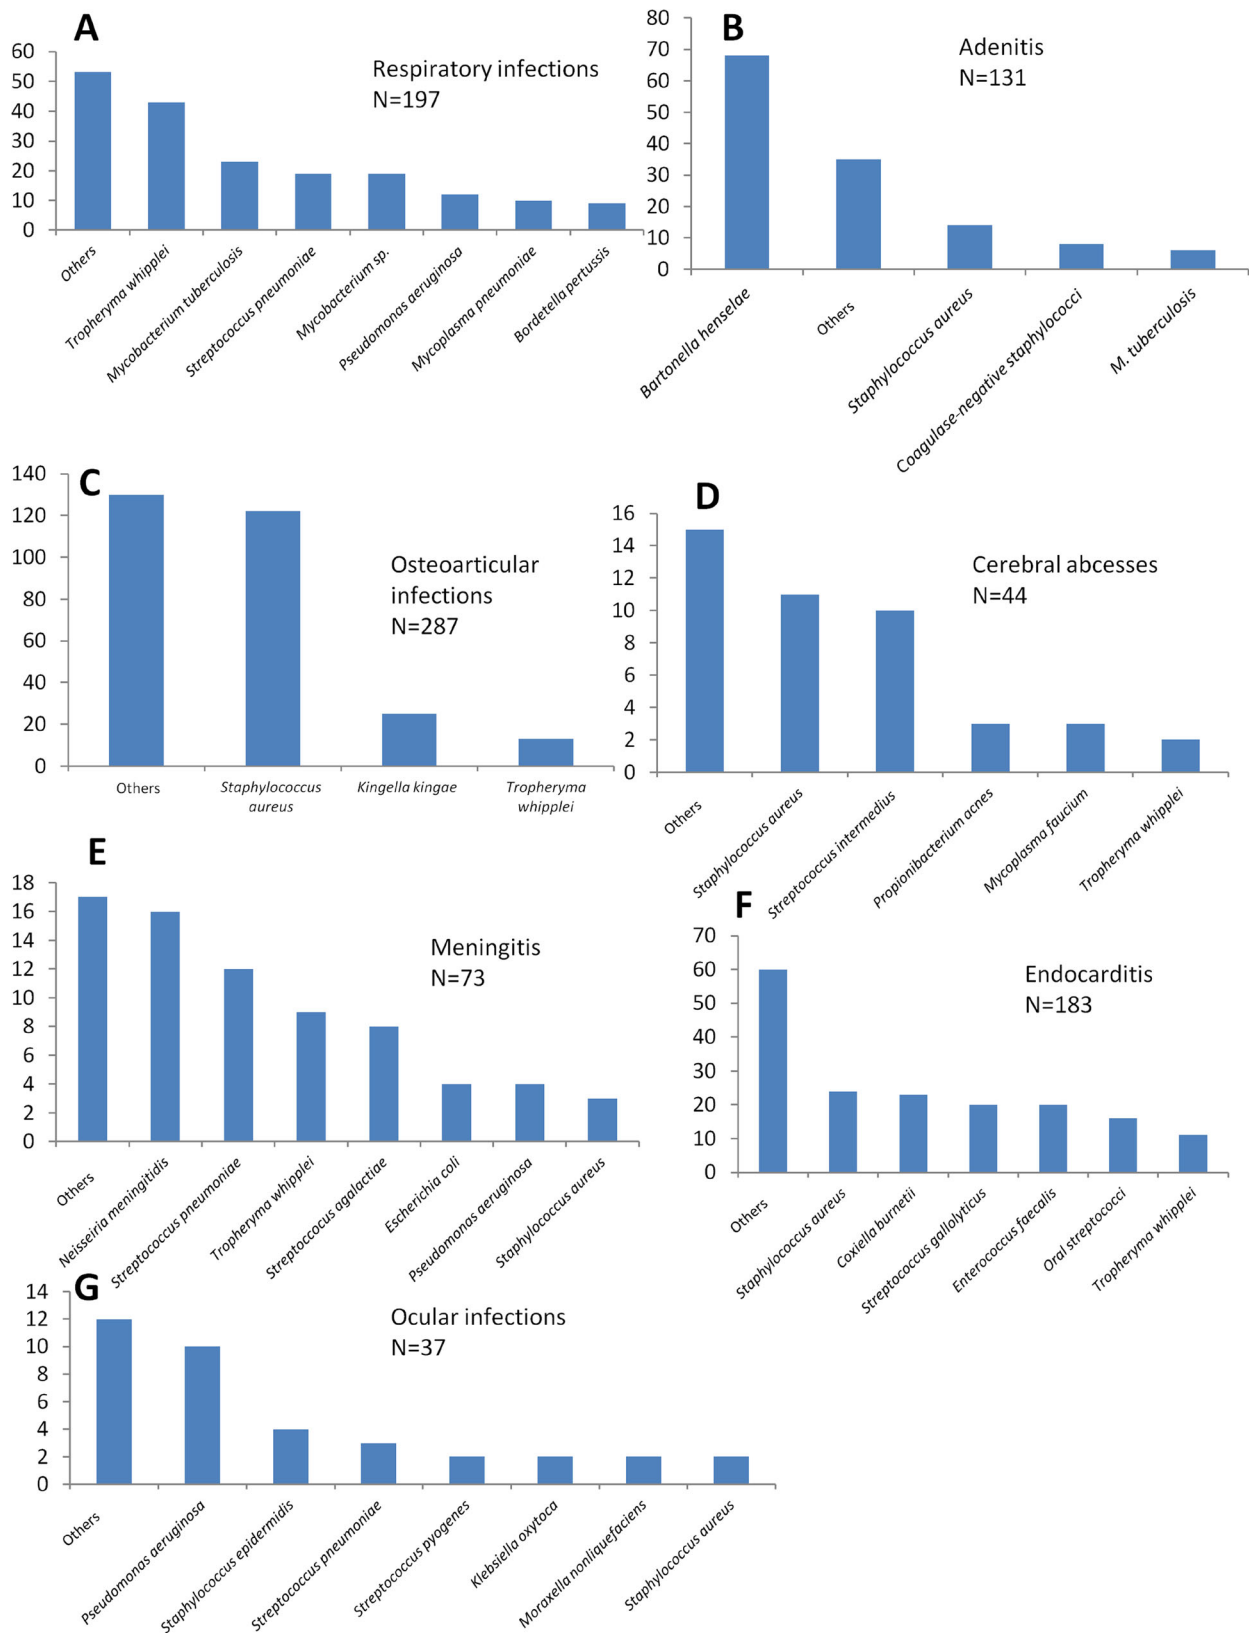 A
Respiratory infections
N=197
60
50
40
30
20
10
0
Others
Tropheryma whipplei
Mycobacterium tuberculosis
Streptococcus pneumoniae
Mycobacterium sp.
Pseudomonas aeruginosa
Mycoplasma pneumoniae
Bordetella pertussis
B
Adenitis
N=131
80
70
60
50
40
30
20
10
0
Bartonella henselae
Others
Staphylococcus aureus
Coagulase-negative staphylococci
M. tuberculosis
C
Osteoarticular
infections
N=287
140
120
100
80
60
40
20
0
Others
Staphylococcus
aureus
Kingella kingae
Tropheryma
whipplei
D
Cerebral abcesses
N=44
16
14
12
10
8
6
4
2
0
Others
Staphylococcus aureus
Streptococcus intermedius
Propionibacterium acnes
Mycoplasma faucium
Tropheryma whipplei
E
Meningitis
N=73
18
16
14
12
10
8
6
4
2
0
Others
Neisseiria meningitidis
Streptococcus pneumoniae
Tropheryma whipplei
Streptoccocus agalactiae
Escherichia coli
Pseudomonas aeruginosa
Staphylococcus aureus
F
Endocarditis
N=183
70
60
50
40
30
20
10
0
Others
Staphylococcus aureus
Coxiella burnetii
Streptococcus gallolyticus
Enterococcus faecalis
Oral streptococci
Tropheryma whipplei
G
Ocular infections
N=37
14
12
10
8
6
4
2
0
Others
Pseudomonas aeruginosa
Staphylococcus epidermidis
Streptococcus pneumoniae
Streptococcus pyogenes
Klebsiella oxytoca
Moraxella nonliquefaciens
Staphylococcus aureus